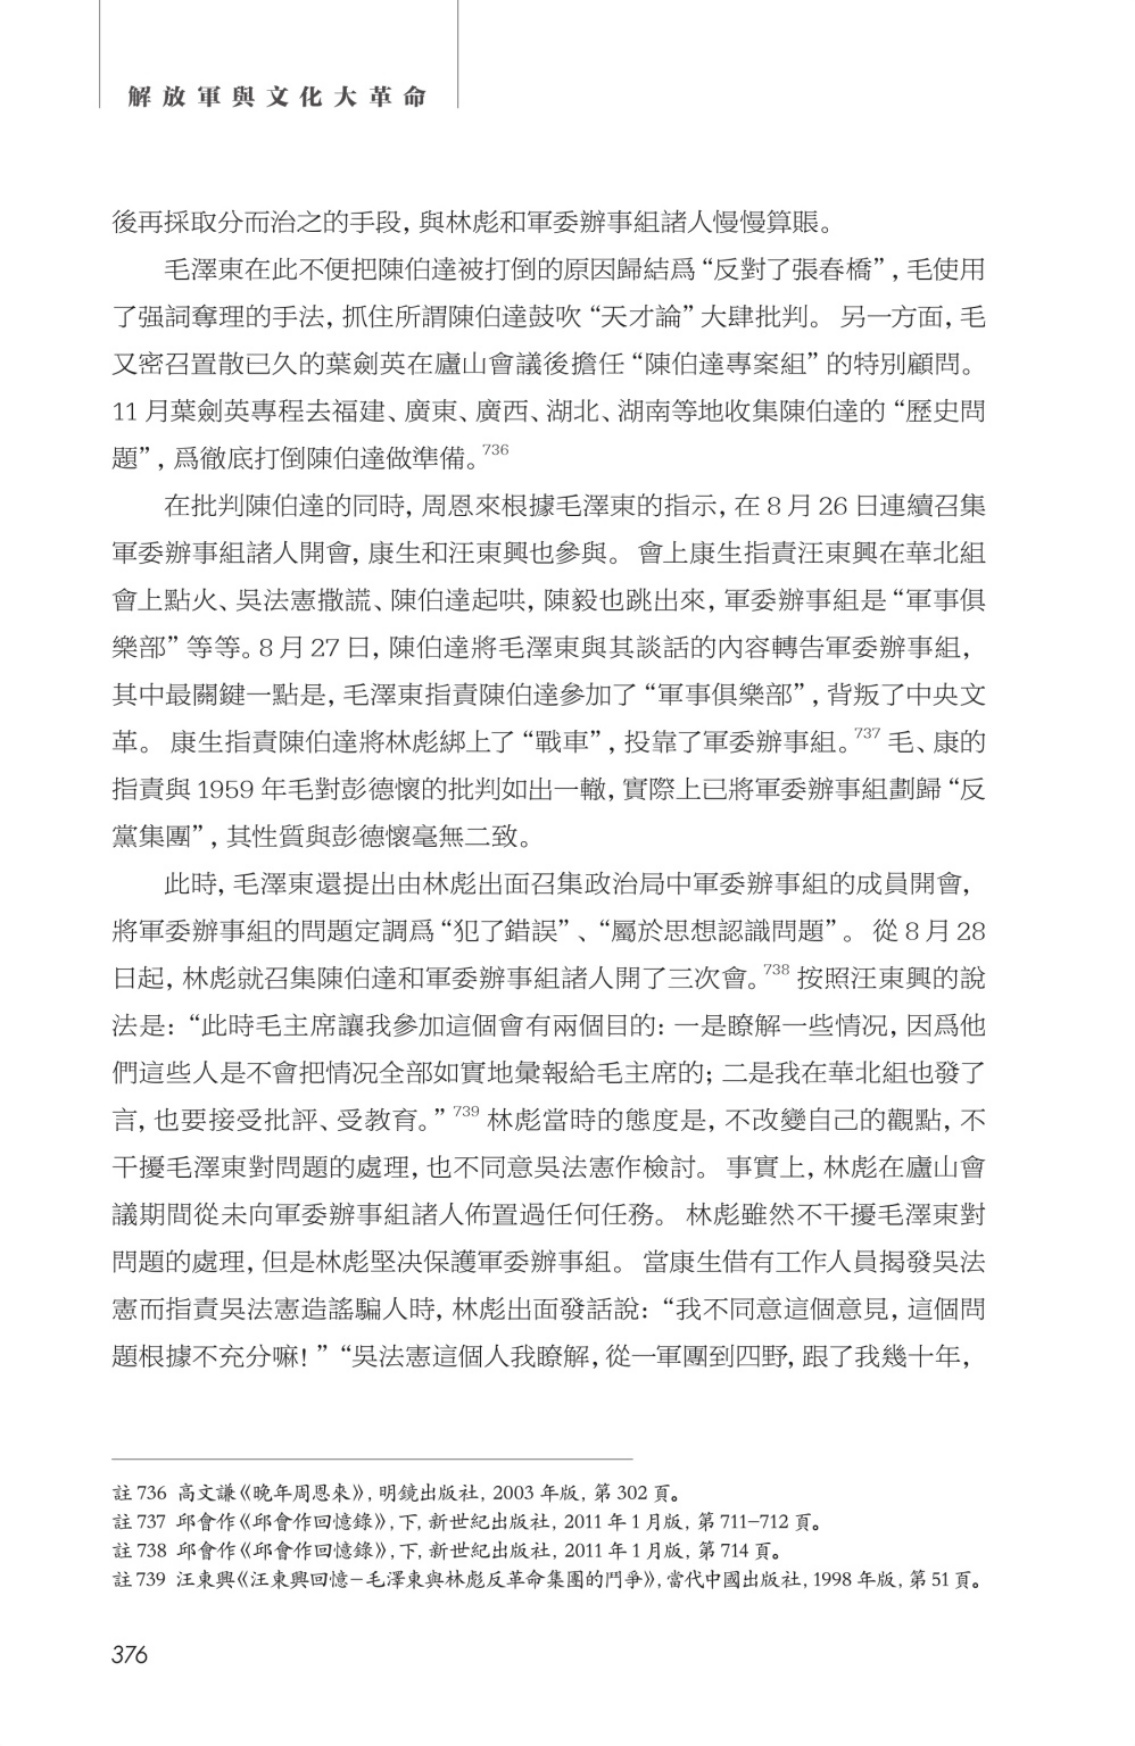 解放軍與文化大革命
後再採取分而治之的手段，與林彪和軍委辦事組諸人慢慢算賬。
毛澤東在此不便把陳伯達被打倒的原因歸結爲“反對了張春橋”，毛使用
了强詞奪理的手法，抓住所謂陳伯達鼓吹“天才論”大肆批判。 另一方面，毛
又密召置散已久的葉劍英在廬山會議後擔任“陳伯達專案組”的特別顧問。
11 月葉劍英專程去福建、廣東、廣西、湖北、湖南等地收集陳伯達的“歷史問
題”，爲徹底打倒陳伯達做準備。736
在批判陳伯達的同時，周恩來根據毛澤東的指示，在 8 月 26 日連續召集
軍委辦事組諸人開會，康生和汪東興也參與。 會上康生指責汪東興在華北組
會上點火、吳法憲撒謊、陳伯達起哄，陳毅也跳出來，軍委辦事組是“軍事俱
樂部”等等。8 月 27 日，陳伯達將毛澤東與其談話的內容轉告軍委辦事組，
其中最關鍵一點是，毛澤東指責陳伯達參加了“軍事俱樂部”，背叛了中央文
革。 康生指責陳伯達將林彪綁上了“戰車”，投靠了軍委辦事組。737 毛、康的
指責與 1959 年毛對彭德懷的批判如出一轍，實際上已將軍委辦事組劃歸“反
黨集團”，其性質與彭德懷毫無二致。
此時，毛澤東還提出由林彪出面召集政治局中軍委辦事組的成員開會，
將軍委辦事組的問題定調爲“犯了錯誤”、“屬於思想認識問題”。 從 8 月 28
日起，林彪就召集陳伯達和軍委辦事組諸人開了三次會。738 按照汪東興的說
法是：“此時毛主席讓我參加這個會有兩個目的：一是瞭解一些情况，因爲他
們這些人是不會把情况全部如實地彙報給毛主席的；二是我在華北組也發了
言，也要接受批評、受教育。”739 林彪當時的態度是，不改變自己的觀點，不
干擾毛澤東對問題的處理，也不同意吳法憲作檢討。 事實上，林彪在廬山會
議期間從未向軍委辦事組諸人佈置過任何任務。 林彪雖然不干擾毛澤東對
問題的處理，但是林彪堅决保護軍委辦事組。 當康生借有工作人員揭發吳法
憲而指責吳法憲造謠騙人時，林彪出面發話說：“我不同意這個意見，這個問
題根據不充分嘛！”“吳法憲這個人我瞭解，從一軍團到四野，跟了我幾十年，
註 736 高文謙《晚年周恩來》，明鏡出版社，2003 年版，第 302 頁。
註 737 邱會作《邱會作回憶錄》，下，新世紀出版社，2011 年 1 月版，第 711–712 頁。
註 738 邱會作《邱會作回憶錄》，下，新世紀出版社，2011 年 1 月版，第 714 頁。
註 739 汪東興《汪東興回憶–毛澤東與林彪反革命集團的鬥爭》，當代中國出版社，1998 年版，第 51 頁。
376